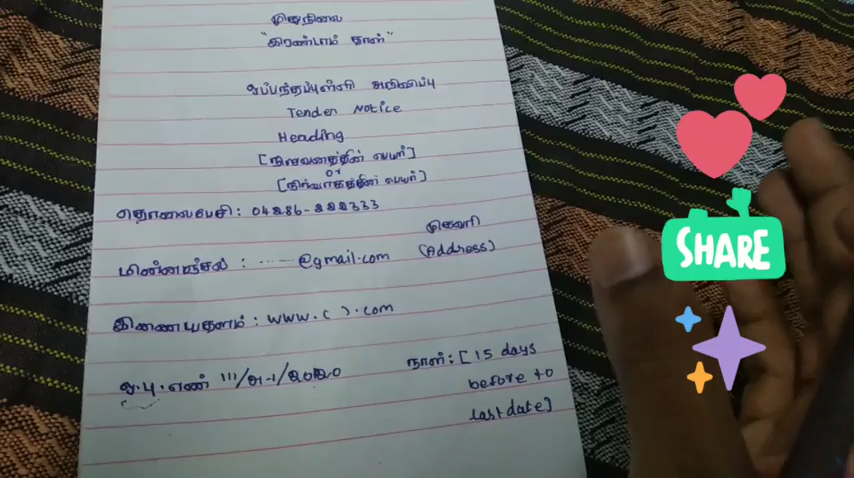 முதுநிலை
"இரண்டாம் தாள்"
ஒப்பந்தப்புள்ளி அறிவிப்பு
Tender Notice
Heading
[நிறுவனத்தின் பெயர்]
or
[நிர்வாகத்தின் பெயர்]
தொலைபேசி: 04286-222333
முகவரி
மின்னஞ்சல் : ...... @gmail.com (Address)
இணையதளம் : www.( ).com
ஒ.பு.எண் 111/அ-1/2020 நாள்: [15 days
before to
last date]
SHARE